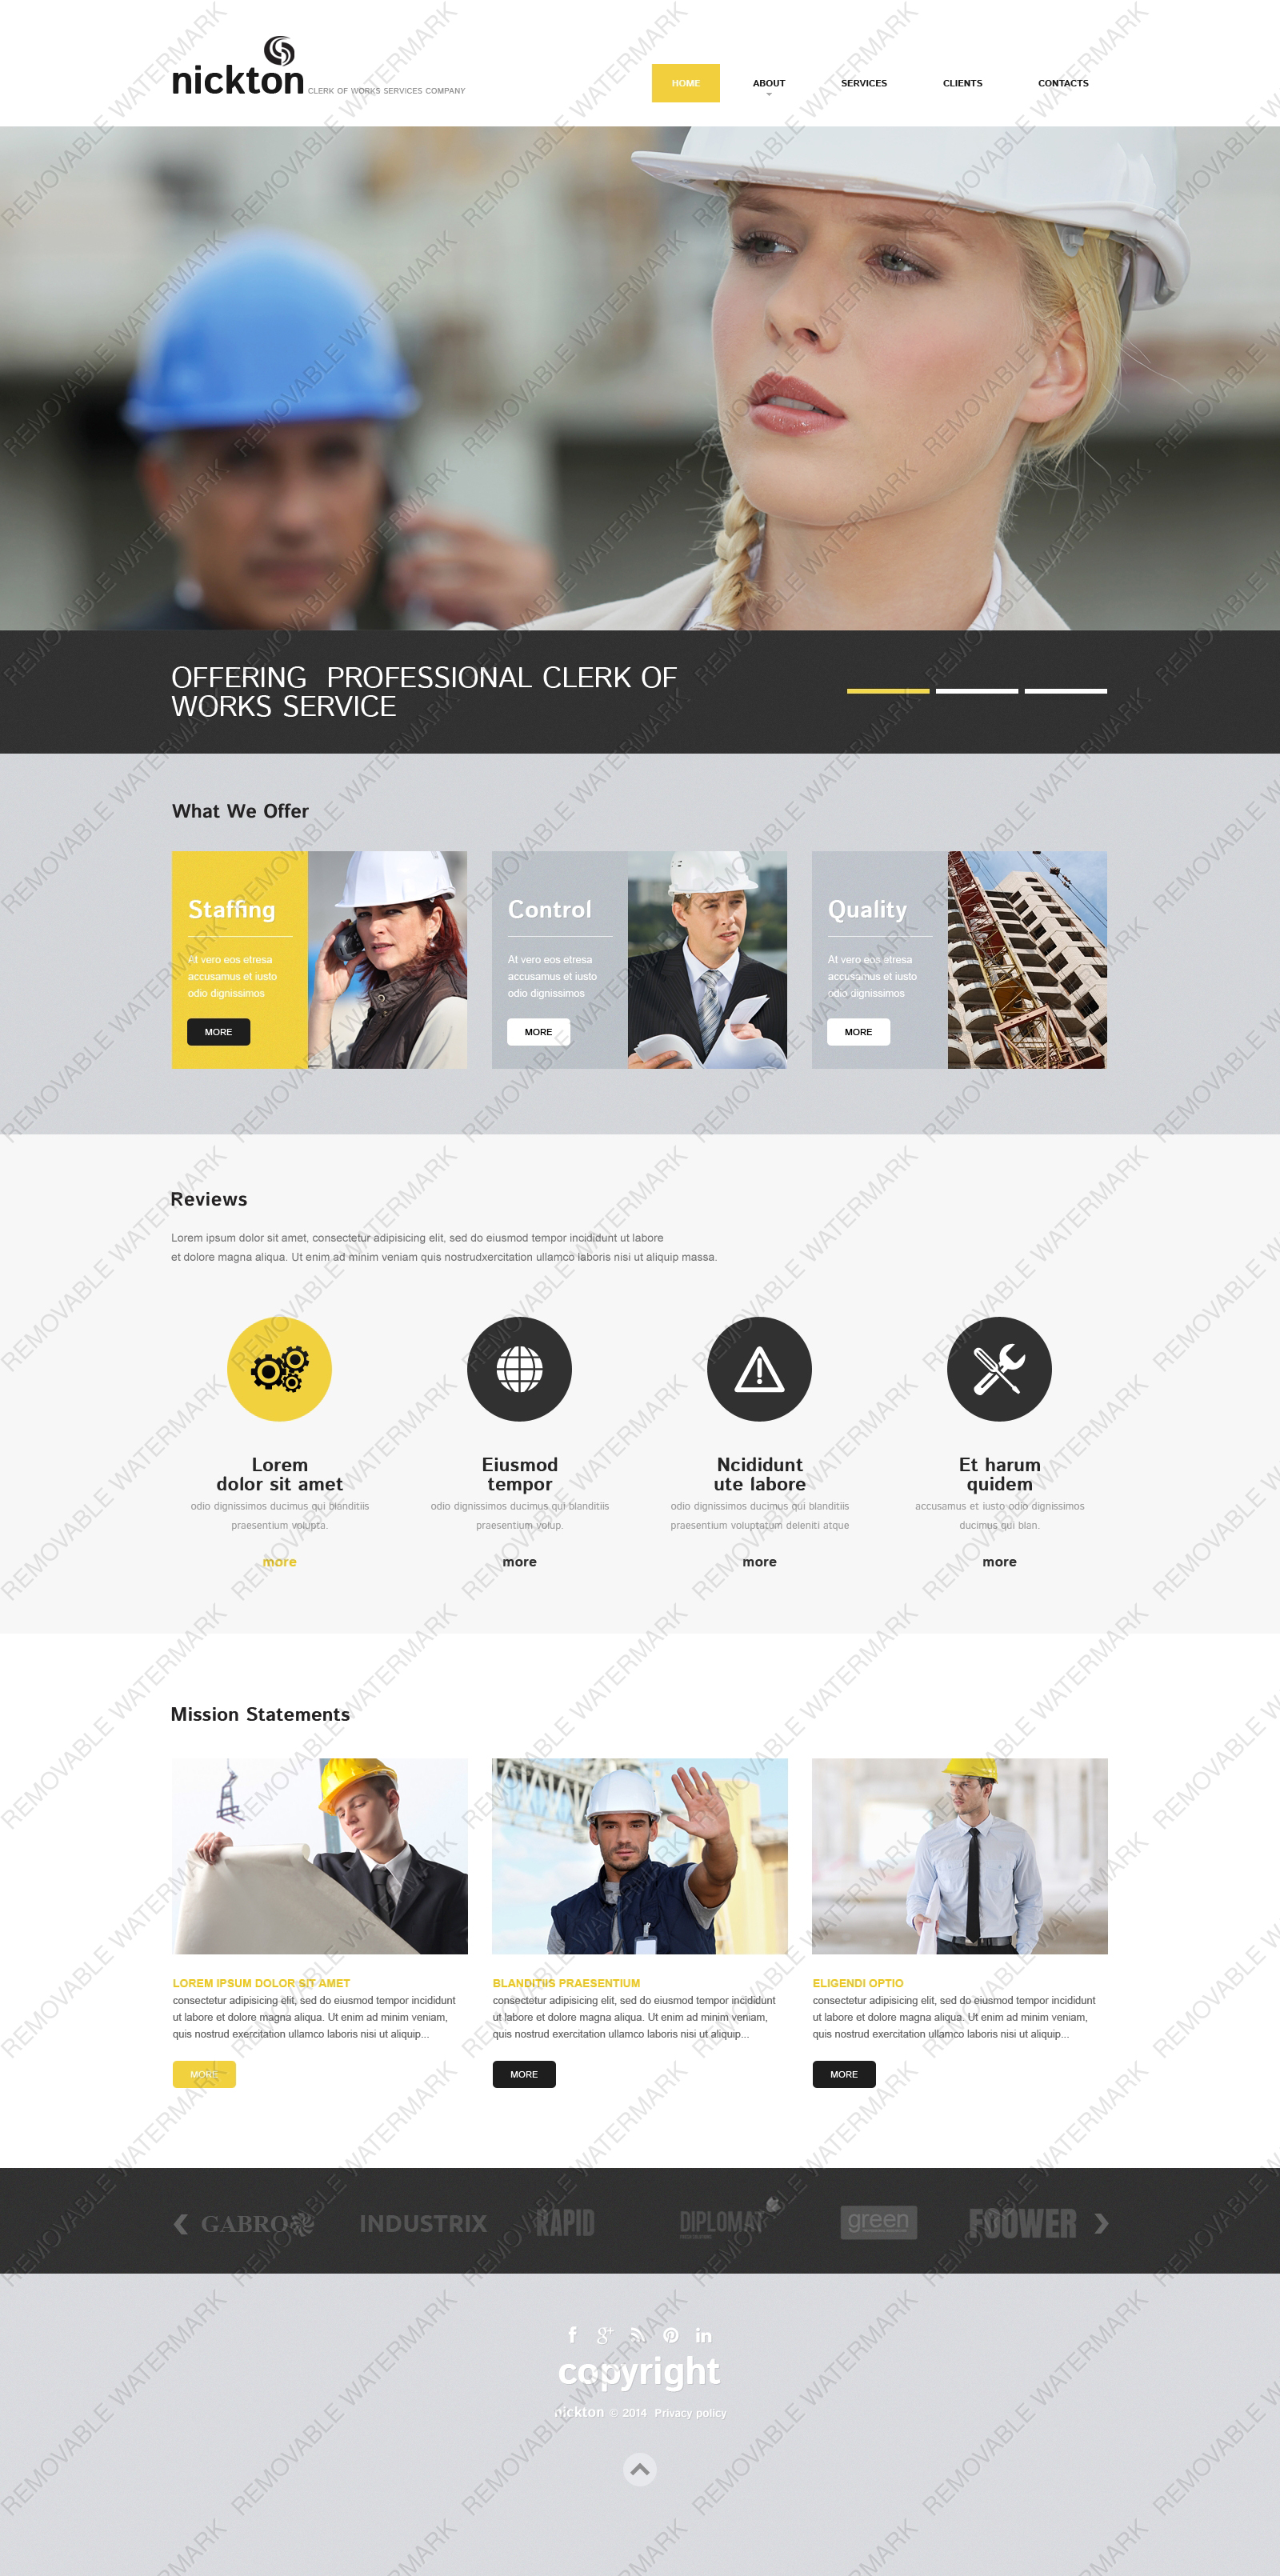 nickton CLERK OF WORKS SERVICES COMPANY
HOME ABOUT SERVICES CLIENTS CONTACTS
OFFERING PROFESSIONAL CLERK OF
WORKS SERVICE
What We Offer
Staffing
At vero eos etresa
accusamus et iusto
odio dignissimos
MORE
Control
At vero eos etresa
accusamus et iusto
odio dignissimos
MORE
Quality
At vero eos etresa
accusamus et iusto
odio dignissimos
MORE
Reviews
Lorem ipsum dolor sit amet, consectetur adipisicing elit, sed do eiusmod tempor incididunt ut labore
et dolore magna aliqua. Ut enim ad minim veniam quis nostrudxercitation ullamco laboris nisi ut aliquip massa.
Lorem
dolor sit amet
odio dignissimos ducimus qui blanditiis
praesentium volupta.
more
Eiusmod
tempor
odio dignissimos ducimus qui blanditiis
praesentium volup.
more
Ncididunt
ute labore
odio dignissimos ducimus qui blanditiis
praesentium voluptatum deleniti atque
more
Et harum
quidem
accusamus et iusto odio dignissimos
ducimus qui blan.
more
Mission Statements
LOREM IPSUM DOLOR SIT AMET
consectetur adipisicing elit, sed do eiusmod tempor incididunt
ut labore et dolore magna aliqua. Ut enim ad minim veniam,
quis nostrud exercitation ullamco laboris nisi ut aliquip...
MORE
BLANDITIIS PRAESENTIUM
consectetur adipisicing elit, sed do eiusmod tempor incididunt
ut labore et dolore magna aliqua. Ut enim ad minim veniam,
quis nostrud exercitation ullamco laboris nisi ut aliquip...
MORE
ELIGENDI OPTIO
consectetur adipisicing elit, sed do eiusmod tempor incididunt
ut labore et dolore magna aliqua. Ut enim ad minim veniam,
quis nostrud exercitation ullamco laboris nisi ut aliquip...
MORE
GABRO INDUSTRIX RAPID DIPLOMAT green FOOWER
copyright
nickton © 2014 Privacy policy
REMOVABLE WATERMARK